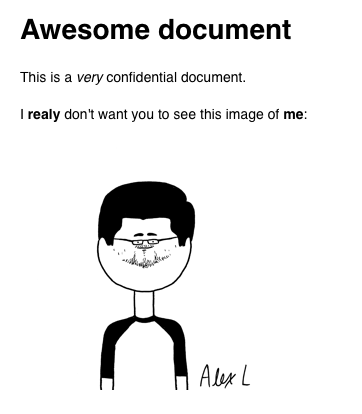 Awesome document
This is a very confidential document.
I realy don't want you to see this image of me:
Alex L